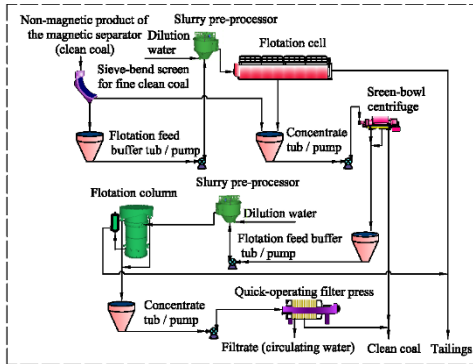 Non-magnetic product of
the magnetic separator
(clean coal)
Slurry pre-processor
Dilution
water
Flotation cell
Sieve-bend screen
for fine clean coal
Sreen-bowl
centrifuge
Flotation feed
buffer tub / pump
Concentrate
tub / pump
Flotation column
Slurry pre-processor
Dilution water
Flotation feed buffer
tub / pump
Concentrate
tub / pump
Quick-operating filter press
Filtrate (circulating water)
Clean coal
Tailings